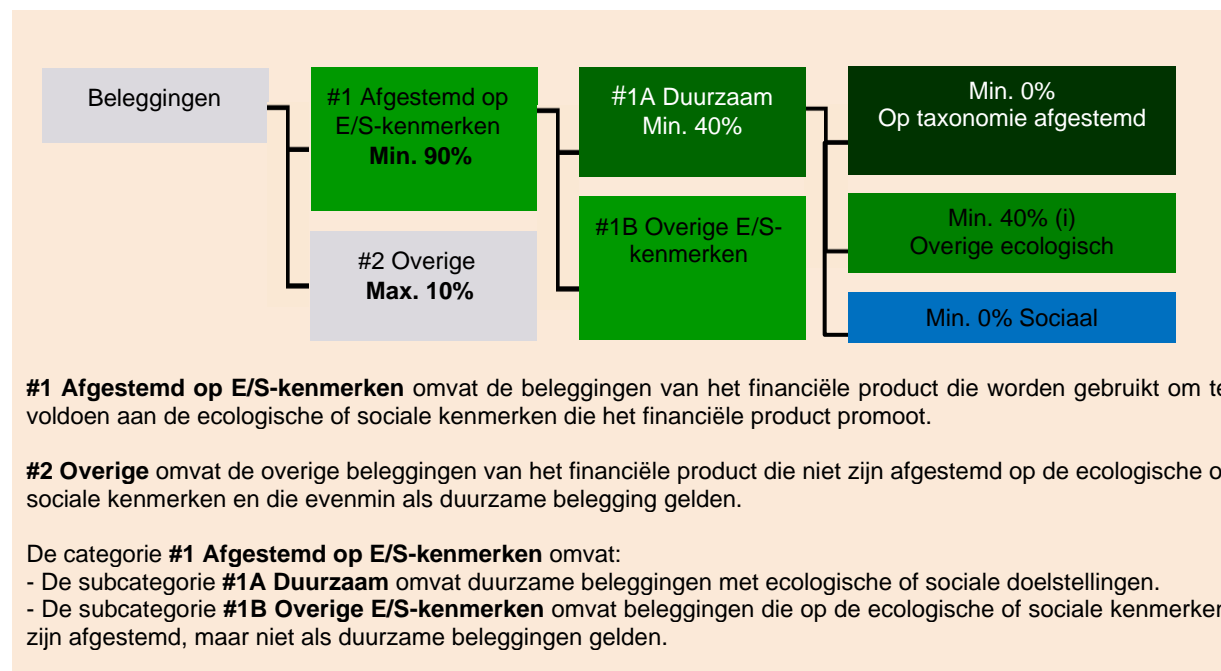 Beleggingen
#1 Afgestemd op
E/S-kenmerken
Min. 90%
#2 Overige
Max. 10%
#1A Duurzaam
Min. 40%
#1B Overige E/S-
kenmerken
Min. 0%
Op taxonomie afgestemd
Min. 40% (i)
Overige ecologisch
Min. 0% Sociaal
#1 Afgestemd op E/S-kenmerken omvat de beleggingen van het financiële product die worden gebruikt om te
voldoen aan de ecologische of sociale kenmerken die het financiële product promoot.
#2 Overige omvat de overige beleggingen van het financiële product die niet zijn afgestemd op de ecologische o
sociale kenmerken en die evenmin als duurzame belegging gelden.
De categorie #1 Afgestemd op E/S-kenmerken omvat:
- De subcategorie #1A Duurzaam omvat duurzame beleggingen met ecologische of sociale doelstellingen.
- De subcategorie #1B Overige E/S-kenmerken omvat beleggingen die op de ecologische of sociale kenmerken
zijn afgestemd, maar niet als duurzame beleggingen gelden.